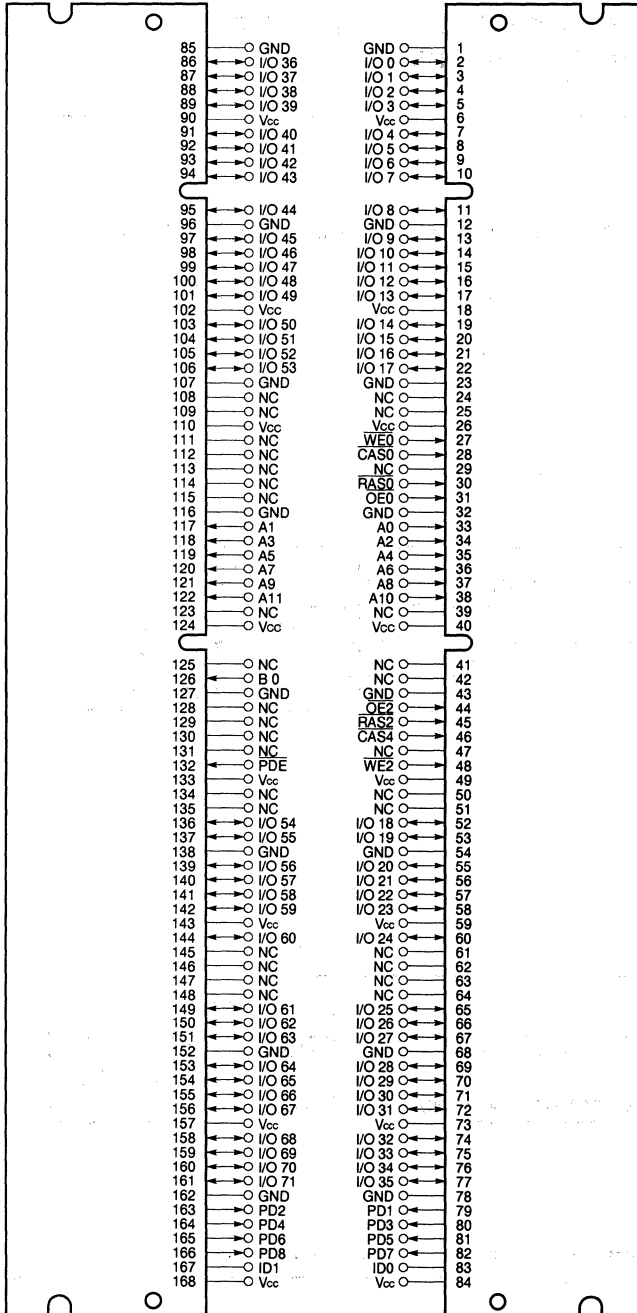 85 GND GND 1
86 I/O 36 I/O 0 2
87 I/O 37 I/O 1 3
88 I/O 38 I/O 2 4
89 I/O 39 I/O 3 5
90 Vcc Vcc 6
91 I/O 40 I/O 4 7
92 I/O 41 I/O 5 8
93 I/O 42 I/O 6 9
94 I/O 43 I/O 7 10
95 I/O 44 I/O 8 11
96 GND GND 12
97 I/O 45 I/O 9 13
98 I/O 46 I/O 10 14
99 I/O 47 I/O 11 15
100 I/O 48 I/O 12 16
101 I/O 49 I/O 13 17
102 Vcc Vcc 18
103 I/O 50 I/O 14 19
104 I/O 51 I/O 15 20
105 I/O 52 I/O 16 21
106 I/O 53 I/O 17 22
107 GND GND 23
108 NC NC 24
109 NC NC 25
110 Vcc Vcc 26
111 NC W̅E̅0̅ 27
112 NC C̅A̅S̅0̅ 28
113 NC NC 29
114 NC R̅A̅S̅0̅ 30
115 NC O̅E̅0̅ 31
116 GND GND 32
117 A1 A0 33
118 A3 A2 34
119 A5 A4 35
120 A7 A6 36
121 A9 A8 37
122 A11 A10 38
123 NC NC 39
124 Vcc Vcc 40
125 NC NC 41
126 B 0 NC 42
127 GND GND 43
128 NC O̅E̅2̅ 44
129 NC R̅A̅S̅2̅ 45
130 NC C̅A̅S̅4̅ 46
131 NC NC 47
132 P̅D̅E̅ W̅E̅2̅ 48
133 Vcc Vcc 49
134 NC NC 50
135 NC NC 51
136 I/O 54 I/O 18 52
137 I/O 55 I/O 19 53
138 GND GND 54
139 I/O 56 I/O 20 55
140 I/O 57 I/O 21 56
141 I/O 58 I/O 22 57
142 I/O 59 I/O 23 58
143 Vcc Vcc 59
144 I/O 60 I/O 24 60
145 NC NC 61
146 NC NC 62
147 NC NC 63
148 NC NC 64
149 I/O 61 I/O 25 65
150 I/O 62 I/O 26 66
151 I/O 63 I/O 27 67
152 GND GND 68
153 I/O 64 I/O 28 69
154 I/O 65 I/O 29 70
155 I/O 66 I/O 30 71
156 I/O 67 I/O 31 72
157 Vcc Vcc 73
158 I/O 68 I/O 32 74
159 I/O 69 I/O 33 75
160 I/O 70 I/O 34 76
161 I/O 71 I/O 35 77
162 GND GND 78
163 PD2 PD1 79
164 PD4 PD3 80
165 PD6 PD5 81
166 PD8 PD7 82
167 ID1 ID0 83
168 Vcc Vcc 84